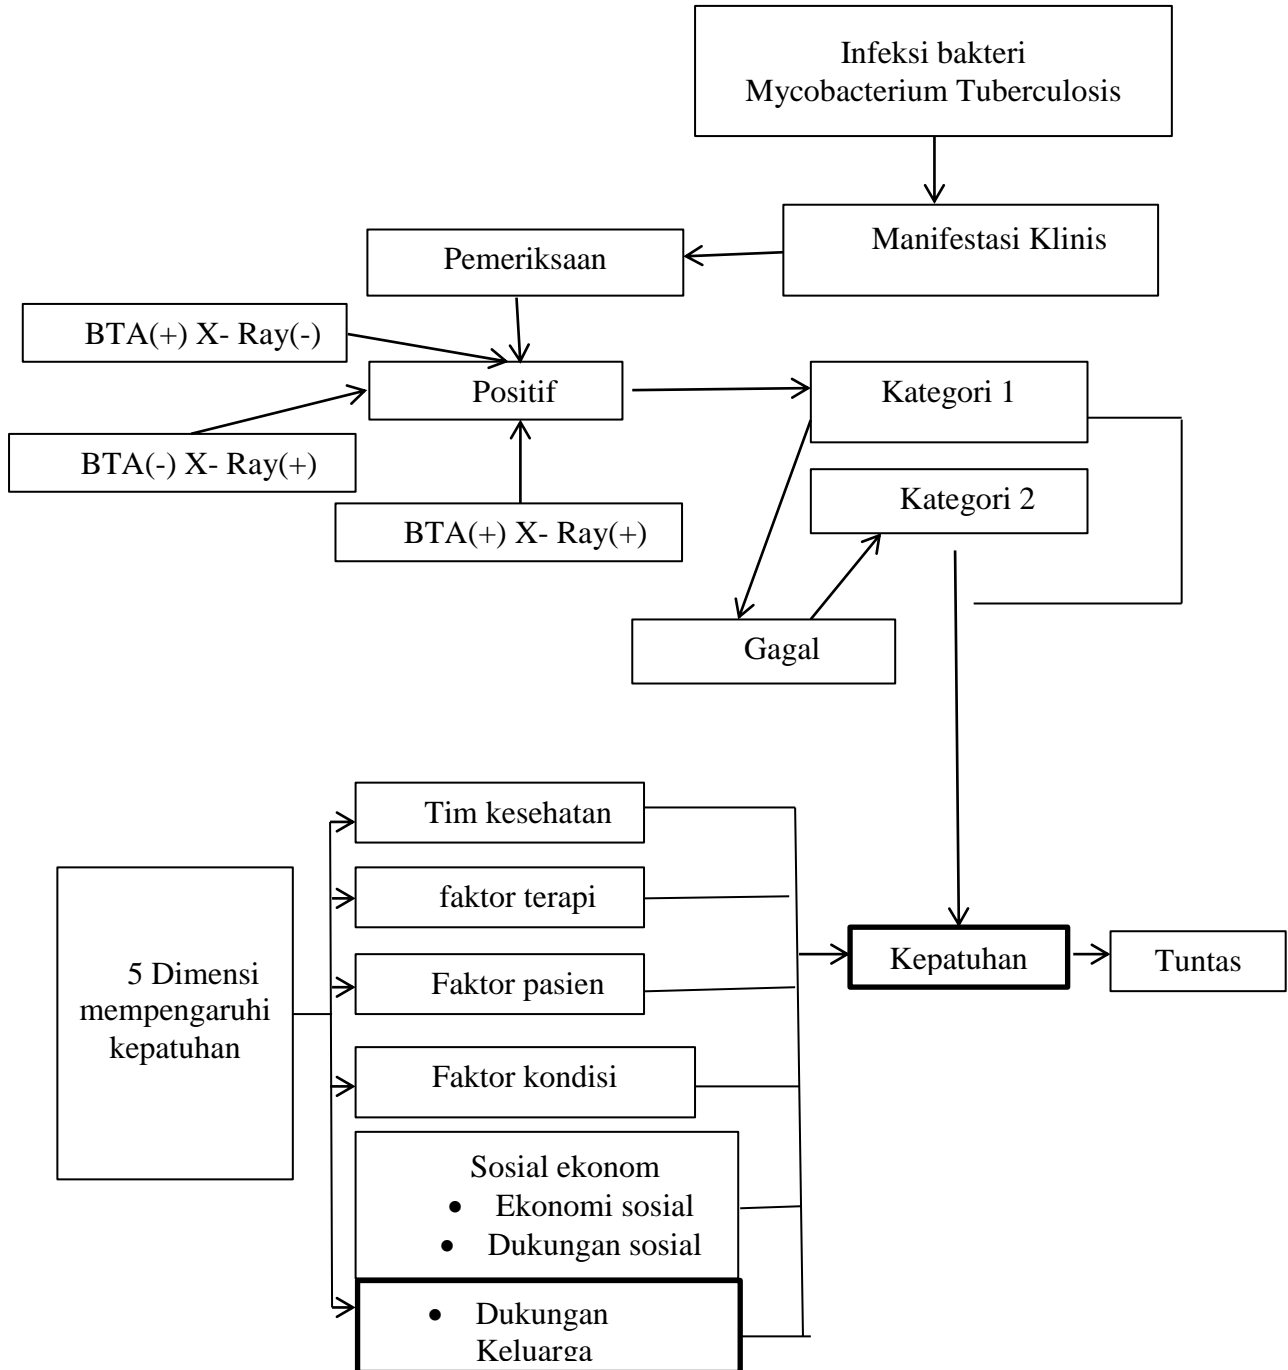 Infeksi bakteri
Mycobacterium Tuberculosis
Manifestasi Klinis
Pemeriksaan
BTA(+) X- Ray(-)
Positif
Kategori 1
BTA(-) X- Ray(+)
Kategori 2
BTA(+) X- Ray(+)
Gagal
Tim kesehatan
faktor terapi
5 Dimensi
mempengaruhi
kepatuhan
Faktor pasien
Kepatuhan
Tuntas
Faktor kondisi
Sosial ekonom
• Ekonomi sosial
• Dukungan sosial
• Dukungan
Keluarga